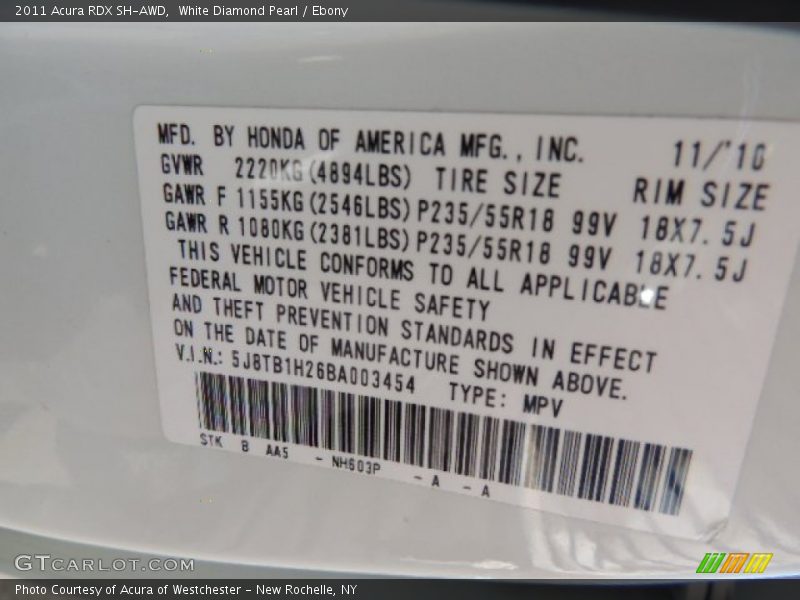 2011 Acura RDX SH-AWD,  White Diamond Pearl / Ebony
MFD. BY HONDA OF AMERICA MFG., INC. 11/'10
GVWR 2220KG(4894LBS) TIRE SIZE RIM SIZE
GAWR F 1155KG(2546LBS) P235/55R18 99V 18X7.5J
GAWR R 1080KG(2381LBS) P235/55R18 99V 18X7.5J
THIS VEHICLE CONFORMS TO ALL APPLICABLE
FEDERAL MOTOR VEHICLE SAFETY
AND THEFT PREVENTION STANDARDS IN EFFECT
ON THE DATE OF MANUFACTURE SHOWN ABOVE.
V.I.N.: 5J8TB1H26BA003454 TYPE: MPV
STK B AA5 - NH603P - A - A
GTCARLOT.COM
Photo Courtesy of Acura of Westchester - New Rochelle, NY